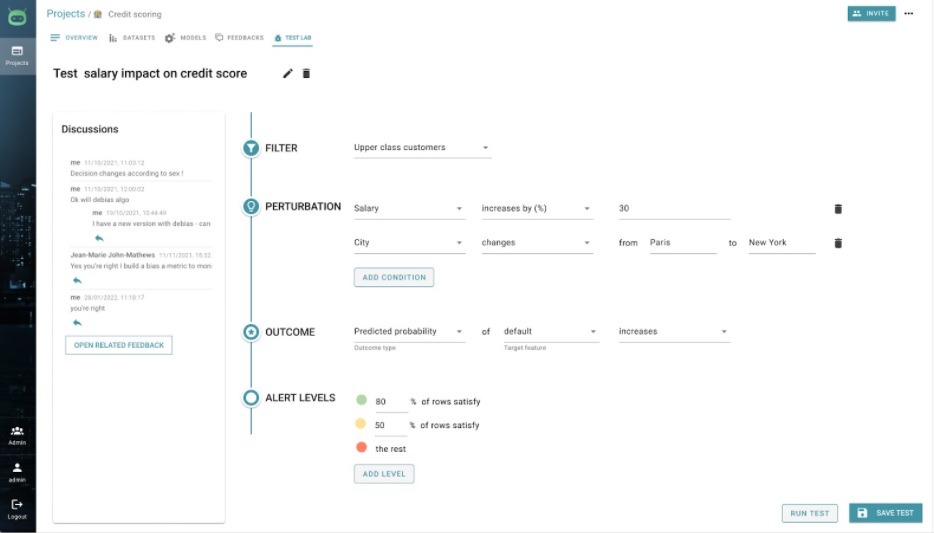 Projects / Credit scoring
INVITE
OVERVIEW DATASETS MODELS FEEDBACKS TEST LAB
Projects
Test salary impact on credit score
Discussions
me 11/10/2021, 11:03:12
Decision changes according to sex !
me 11/10/2021, 12:00:02
Ok will debias algo
me 19/10/2021, 10:44:49
I have a new version with debias - can
Jean-Marie John-Mathews 11/11/2021, 15:52
Yes you're right I build a bias a metric to mon
me 28/01/2022, 11:18:17
you're right
OPEN RELATED FEEDBACK
FILTER Upper class customers
PERTURBATION Salary increases by (%) 30
City changes from Paris to New York
ADD CONDITION
OUTCOME Predicted probability of default increases
Outcome type Target feature
ALERT LEVELS
80 % of rows satisfy
50 % of rows satisfy
the rest
ADD LEVEL
Admin
admin
Logout
RUN TEST SAVE TEST